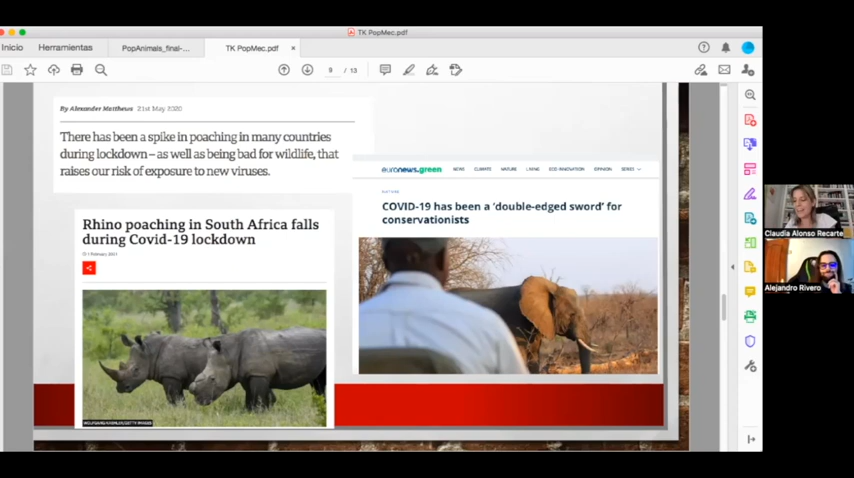 TK PopMec.pdf
Inicio
Herramientas
PopAnimals_final-...
TK PopMec.pdf
×
9 / 13
By Alexander Matthews 21st May 2020
There has been a spike in poaching in many countries
during lockdown – as well as being bad for wildlife, that
raises our risk of exposure to new viruses.
euronews.green
NEWS
CLIMATE
NATURE
LIVING
ECO-INNOVATION
OPINION
SERIES
NATURE
COVID-19 has been a 'double-edged sword' for
conservationists
Rhino poaching in South Africa falls
during Covid-19 lockdown
1 February 2021
WOLFGANG KAEHLER/GETTY IMAGES
Claudia Alonso Recarte
Alejandro Rivero